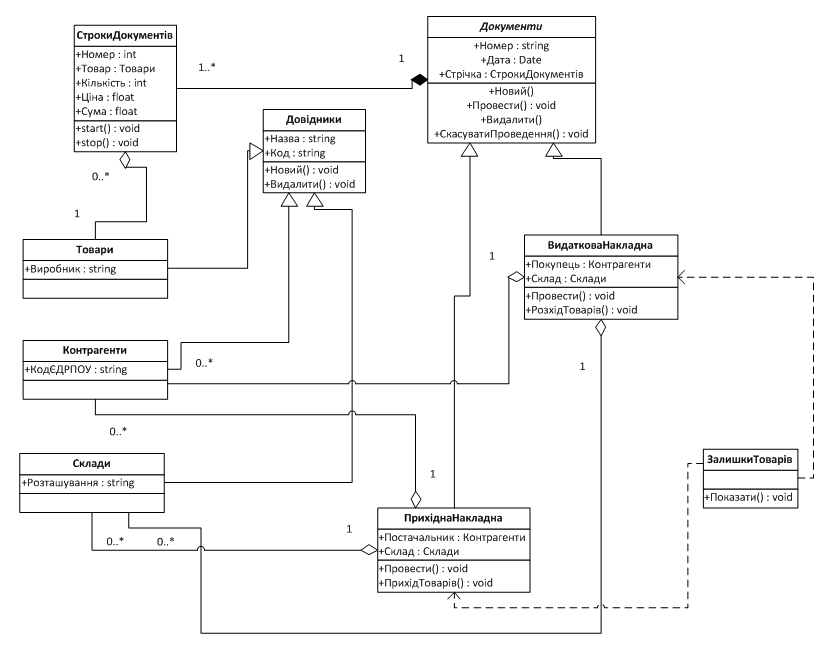 СтрокиДокументів
+Номер : int
+Товар : Товари
+Кількість : int
+Ціна : float
+Сума : float
+start() : void
+stop() : void
1..*
1
Документи
+Номер : string
+Дата : Date
+Стрічка : СтрокиДокументів
+Новий()
+Провести() : void
+Видалити()
+СкасуватиПроведення() : void
Довідники
+Назва : string
+Код : string
+Новий() : void
+Видалити() : void
0..*
1
Товари
+Виробник : string
1
ВидатковаНакладна
+Покупець : Контрагенти
+Склад : Склади
+Провести() : void
+РозхідТоварів() : void
1
Контрагенти
+КодЄДРПОУ : string
0..*
0..*
Склади
+Розташування : string
0..*
0..*
1
1
ПрихіднаНакладна
+Постачальник : Контрагенти
+Склад : Склади
+Провести() : void
+ПрихідТоварів() : void
ЗалишкиТоварів
+Показати() : void